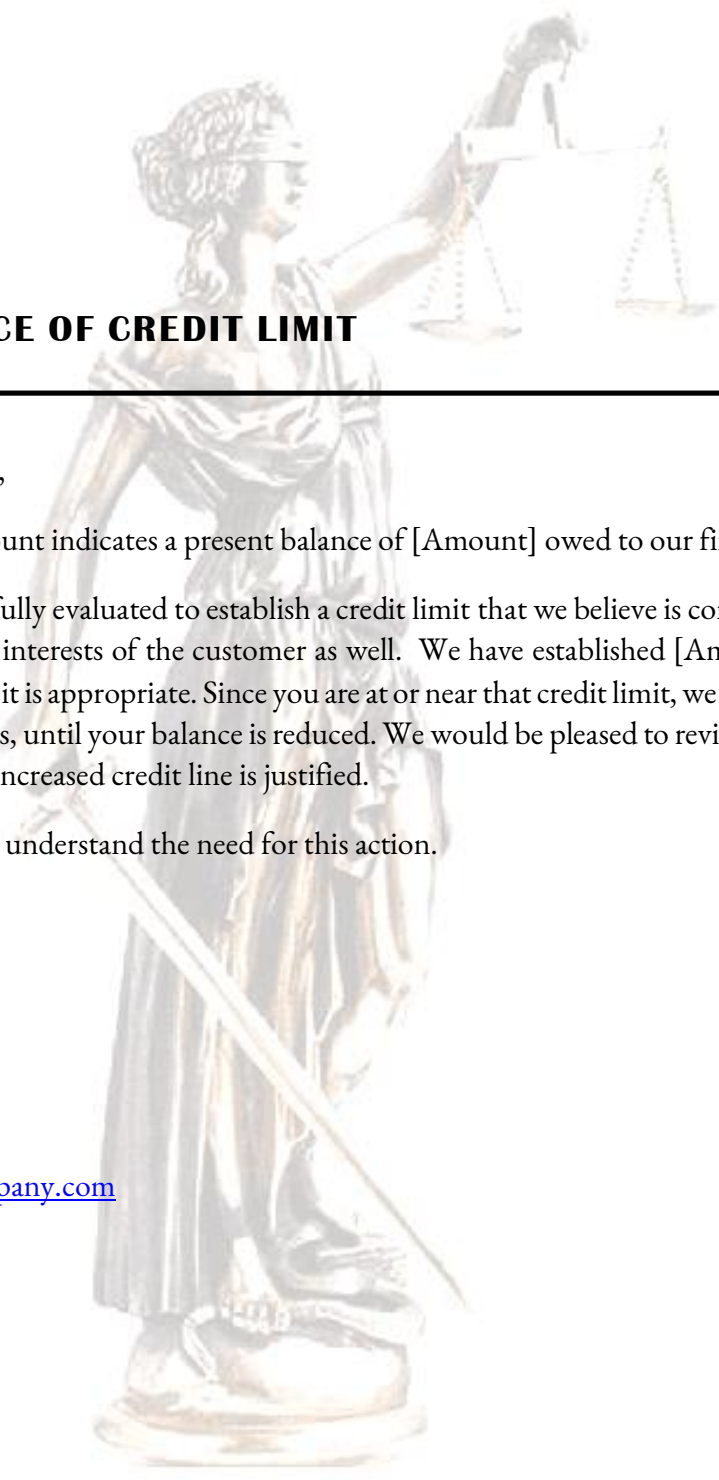 CE OF CREDIT LIMIT
,
unt indicates a present balance of [Amount] owed to our fi
fully evaluated to establish a credit limit that we believe is co
interests of the customer as well. We have established [Am
it is appropriate. Since you are at or near that credit limit, we
s, until your balance is reduced. We would be pleased to revi
ncreased credit line is justified.
understand the need for this action.
pany.com